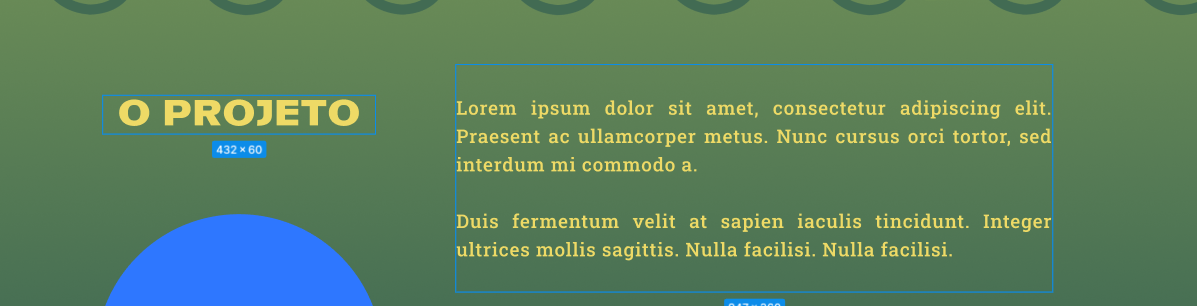 O PROJETO
432 × 60
Lorem ipsum dolor sit amet, consectetur adipiscing elit.
Praesent ac ullamcorper metus. Nunc cursus orci tortor, sed
interdum mi commodo a.
Duis fermentum velit at sapien iaculis tincidunt. Integer
ultrices mollis sagittis. Nulla facilisi. Nulla facilisi.